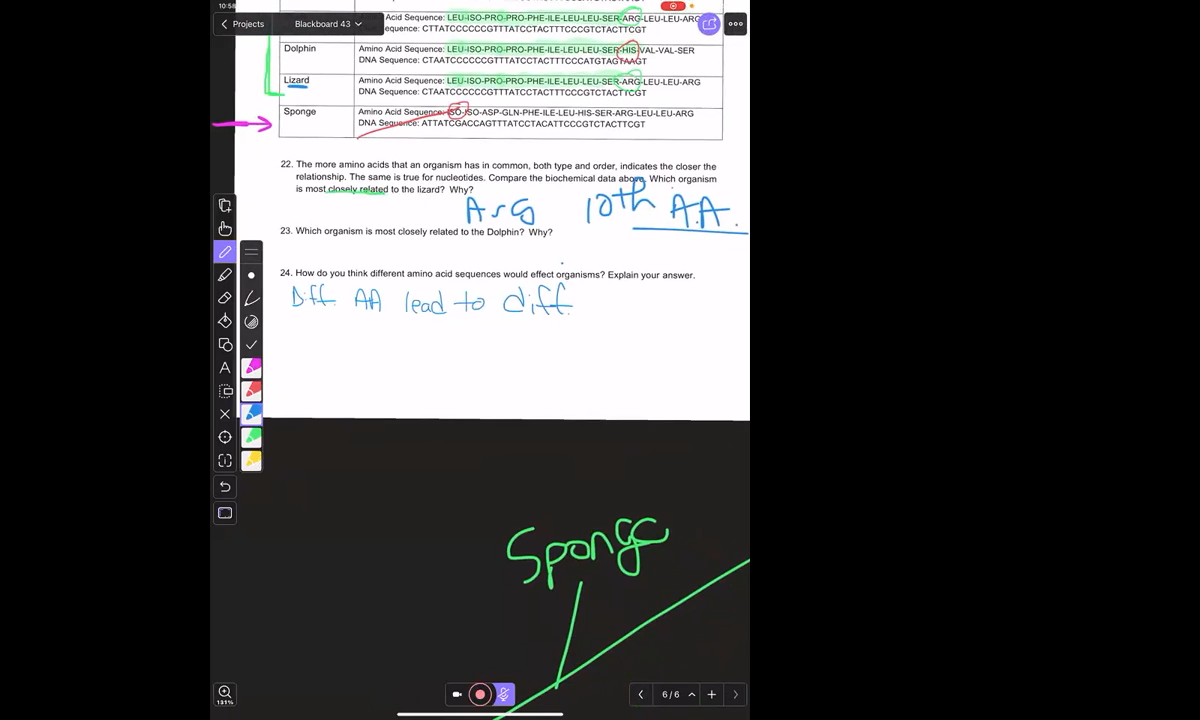 10:58
Projects
Blackboard 43
Amino Acid Sequence: LEU-ISO-PRO-PRO-PHE-ILE-LEU-LEU-SER-ARG-LEU-LEU-ARG
Sequence: CTTATCCCCCCGTTTATCCTACTTTCCCGTCTACTTCGT
Dolphin
Amino Acid Sequence: LEU-ISO-PRO-PRO-PHE-ILE-LEU-LEU-SER-HIS-VAL-VAL-SER
DNA Sequence: CTAATCCCCCCGTTTATCCTACTTTCCCATGTAGTAAGT
Lizard
Amino Acid Sequence: LEU-ISO-PRO-PRO-PHE-ILE-LEU-LEU-SER-ARG-LEU-LEU-ARG
DNA Sequence: CTAATCCCCCCGTTTATCCTACTTTCCCGTCTACTTCGT
Sponge
Amino Acid Sequence: ISO-ISO-ASP-GLN-PHE-ILE-LEU-HIS-SER-ARG-LEU-LEU-ARG
DNA Sequence: ATTATCGACCAGTTTATCCTACATTCCCGTCTACTTCGT
22. The more amino acids that an organism has in common, both type and order, indicates the closer the
relationship. The same is true for nucleotides. Compare the biochemical data above. Which organism
is most closely related to the lizard? Why?
Arg 10th A.A.
23. Which organism is most closely related to the Dolphin? Why?
24. How do you think different amino acid sequences would effect organisms? Explain your answer.
Diff. AA lead to diff.
Sponge
131%
6/6